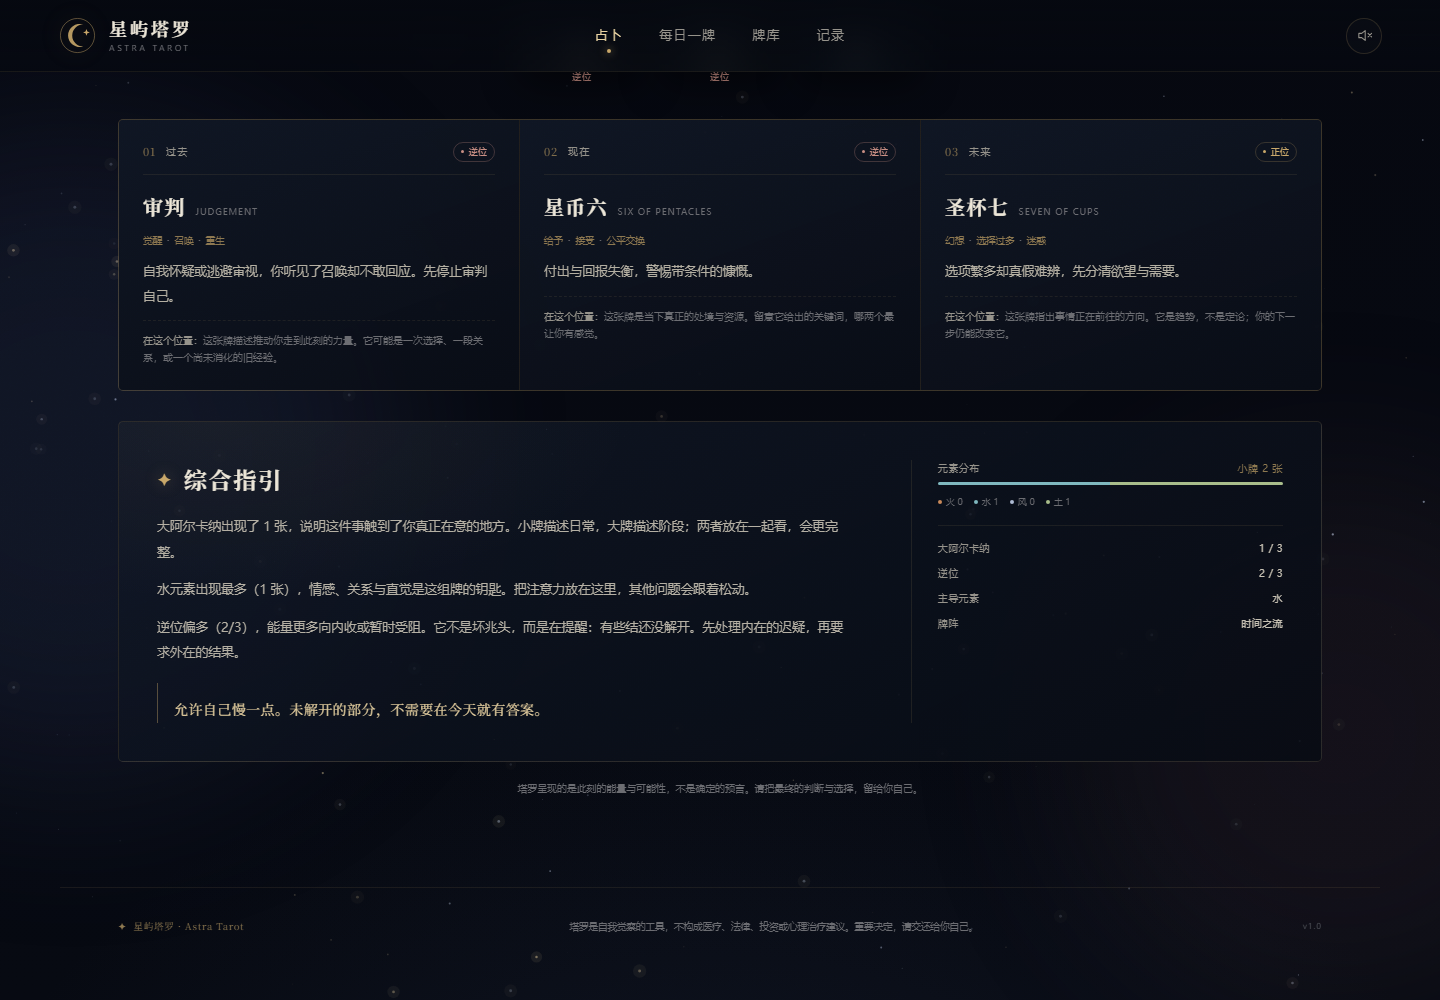 星屿塔罗
ASTRA TAROT
占卜
每日一牌
牌库
记录
逆位
逆位
01 过去
逆位
审判 JUDGEMENT
觉醒 · 召唤 · 重生
自我怀疑或逃避审视，你听见了召唤却不敢回应。先停止审判
自己。
在这个位置：这张牌描述推动你走到此刻的力量。它可能是一次选择、一段关
系，或一个尚未消化的旧经验。
02 现在
逆位
星币六 SIX OF PENTACLES
给予 · 接受 · 公平交换
付出与回报失衡，警惕带条件的慷慨。
在这个位置：这张牌是当下真正的处境与资源。留意它给出的关键词，哪两个最
让你有感觉。
03 未来
正位
圣杯七 SEVEN OF CUPS
幻想 · 选择过多 · 迷惑
选项繁多却真假难辨，先分清欲望与需要。
在这个位置：这张牌指出事情正在前往的方向。它是趋势，不是定论；你的下一
步仍能改变它。
✦ 综合指引
大阿尔卡纳出现了 1 张，说明这件事触到了你真正在意的地方。小牌描述日常，大牌描述阶段；两者放在一起看，会更完
整。
水元素出现最多（1 张），情感、关系与直觉是这组牌的钥匙。把注意力放在这里，其他问题会跟着松动。
逆位偏多（2/3），能量更多向内收或暂时受阻。它不是坏兆头，而是在提醒：有些结还没解开。先处理内在的迟疑，再要
求外在的结果。
允许自己慢一点。未解开的部分，不需要在今天就有答案。
元素分布 小牌 2 张
火 0 水 1 风 0 土 1
大阿尔卡纳 1 / 3
逆位 2 / 3
主导元素 水
牌阵 时间之流
塔罗呈现的是此刻的能量与可能性，不是确定的预言。请把最终的判断与选择，留给你自己。
✦ 星屿塔罗 · Astra Tarot
塔罗是自我觉察的工具，不构成医疗、法律、投资或心理治疗建议。重要决定，请交还给你自己。
v1.0